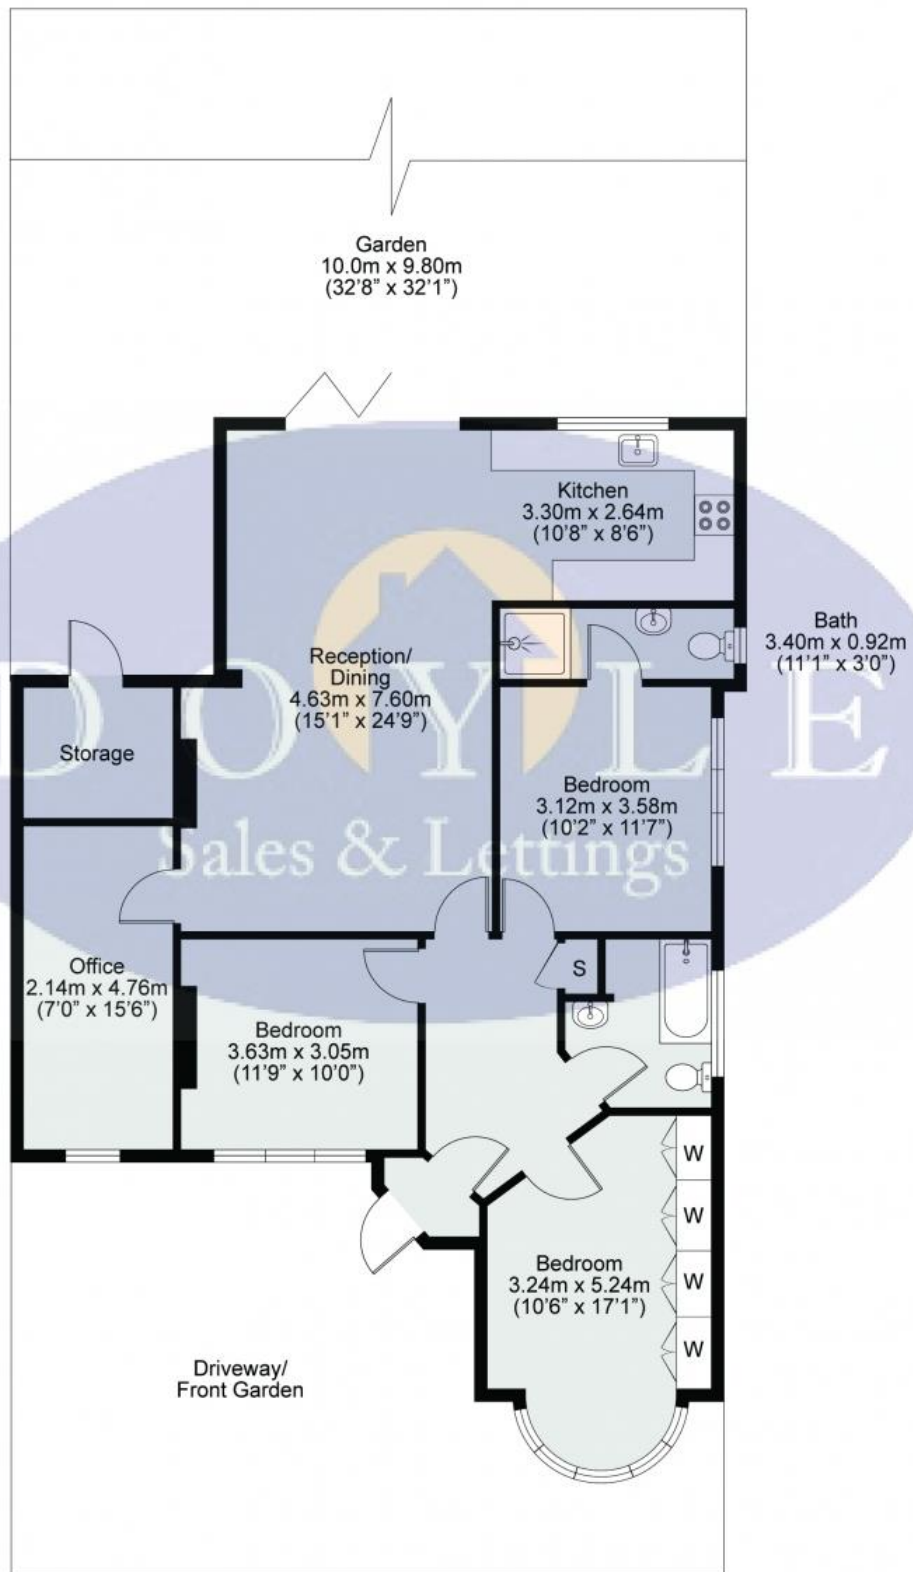 Garden
10.0m x 9.80m
(32'8" x 32'1")
Kitchen
3.30m x 2.64m
(10'8" x 8'6")
Bath
3.40m x 0.92m
(11'1" x 3'0")
Reception/
Dining
4.63m x 7.60m
(15'1" x 24'9")
Storage
DOYLE
Sales & Lettings
Bedroom
3.12m x 3.58m
(10'2" x 11'7")
Office
2.14m x 4.76m
(7'0" x 15'6")
S
Bedroom
3.63m x 3.05m
(11'9" x 10'0")
W
W
W
W
Bedroom
3.24m x 5.24m
(10'6" x 17'1")
Driveway/
Front Garden